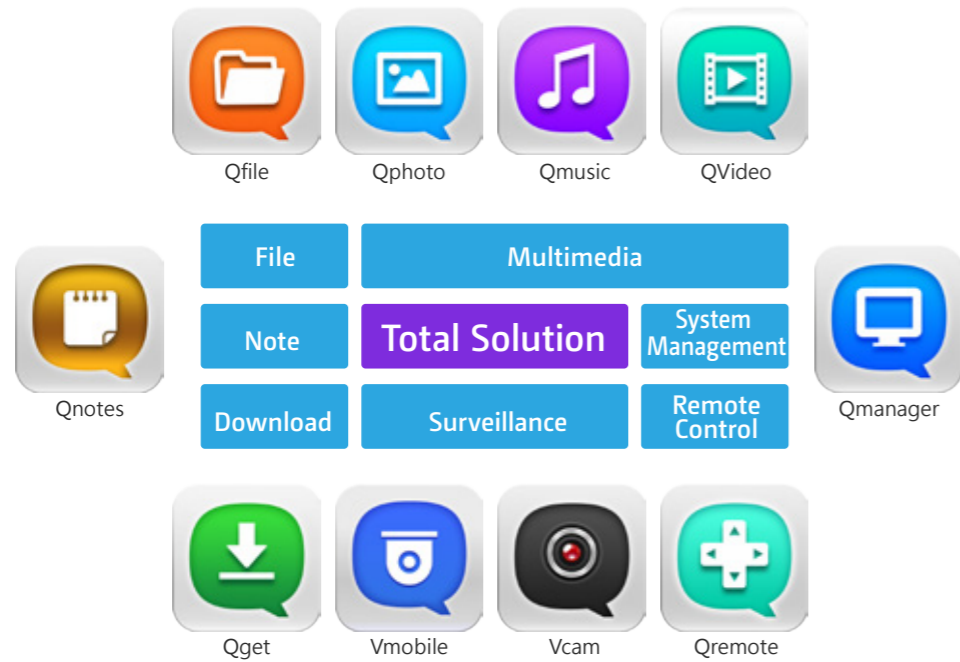 Qfile
Qphoto
Qmusic
QVideo
File
Multimedia
Qnotes
Note
Total Solution
System
Management
Qmanager
Download
Surveillance
Remote
Control
Qget
Vmobile
Vcam
Qremote